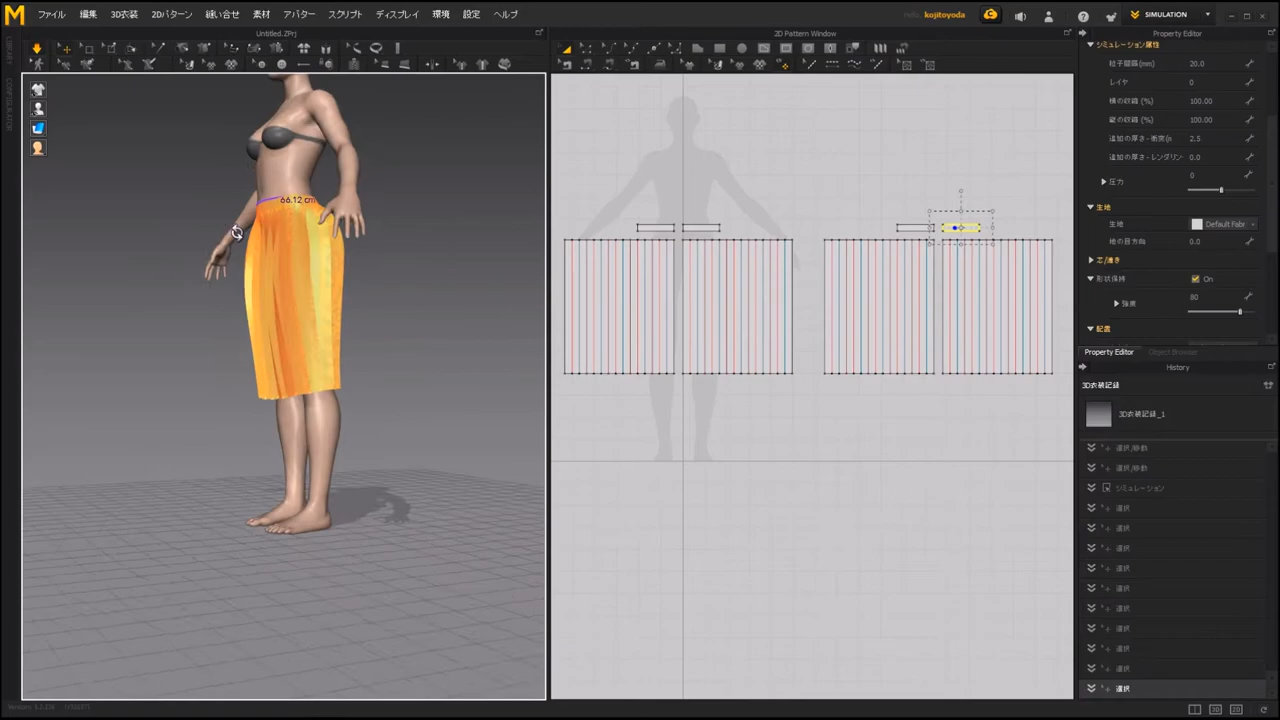 M ファイル 編集 3D衣装 2Dパターン 縫い合せ 素材 アバター スクリプト ディスプレイ 環境 設定 ヘルプ
kojitoyoda
SIMULATION
Untitled.ZPrj
2D Pattern Window
Property Editor
LIBRARY
CONFIGURATOR
66.12 cm
シミュレーション属性
粒子間隔(mm) 20.0
レイヤ 0
横の収縮 (%) 100.00
縦の収縮 (%) 100.00
追加の厚さ - 衝突(n 2.5
追加の厚さ - レンダリン 0.0
圧力 0
生地
生地 Default Fabr
地の目方向 0.0
形状保持 On
強度 80
配置
Property Editor Object Browser
History
3D衣装記録
3D衣装記録_1
選択/移動
選択/移動
シミュレーション
選択
選択
選択
選択
選択
選択
選択
選択
選択
選択